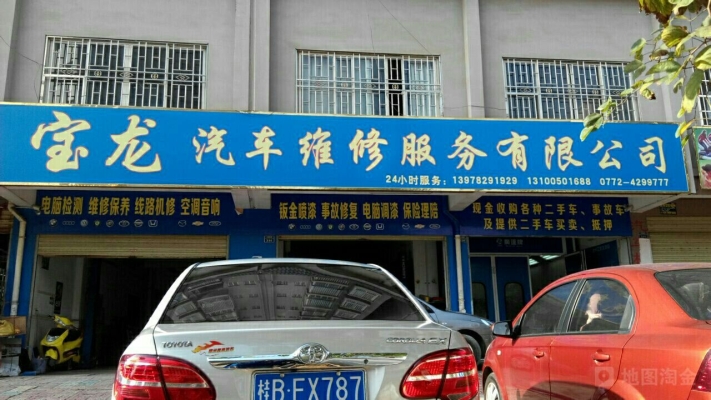 宝龙 汽车维修服务有限公司
24小时服务：13978291929 13100501688 0772-4299777
电脑检测 维修保养 线路机修 空调音响
钣金喷漆 事故修复 电脑调漆 保险理赔
现金收购各种二手车、事故车
及提供二手车买卖、抵押
TOYOTA
桂B·FX787
地图淘金